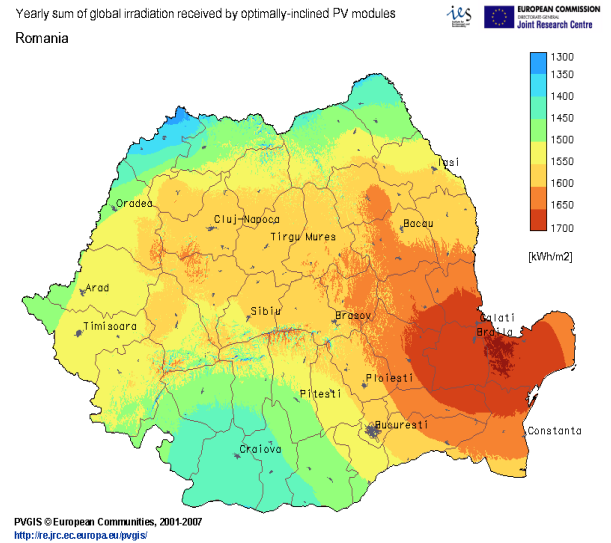 Yearly sum of global irradiation received by optimally-inclined PV modules
Romania
ies
EUROPEAN COMMISSION
DIRECTORATE GENERAL
Joint Research Centre
1300
1350
1400
1450
1500
1550
1600
1650
1700
[kWh/m2]
Iasi
Oradea
Cluj-Napoca
Bacau
Tirgu Mures
Arad
Sibiu
Brasov
Galati
Timisoara
Braila
Ploiesti
Pitesti
Bucuresti
Constanta
Craiova
PVGIS © European Communities, 2001-2007
http://re.jrc.ec.europa.eu/pvgis/